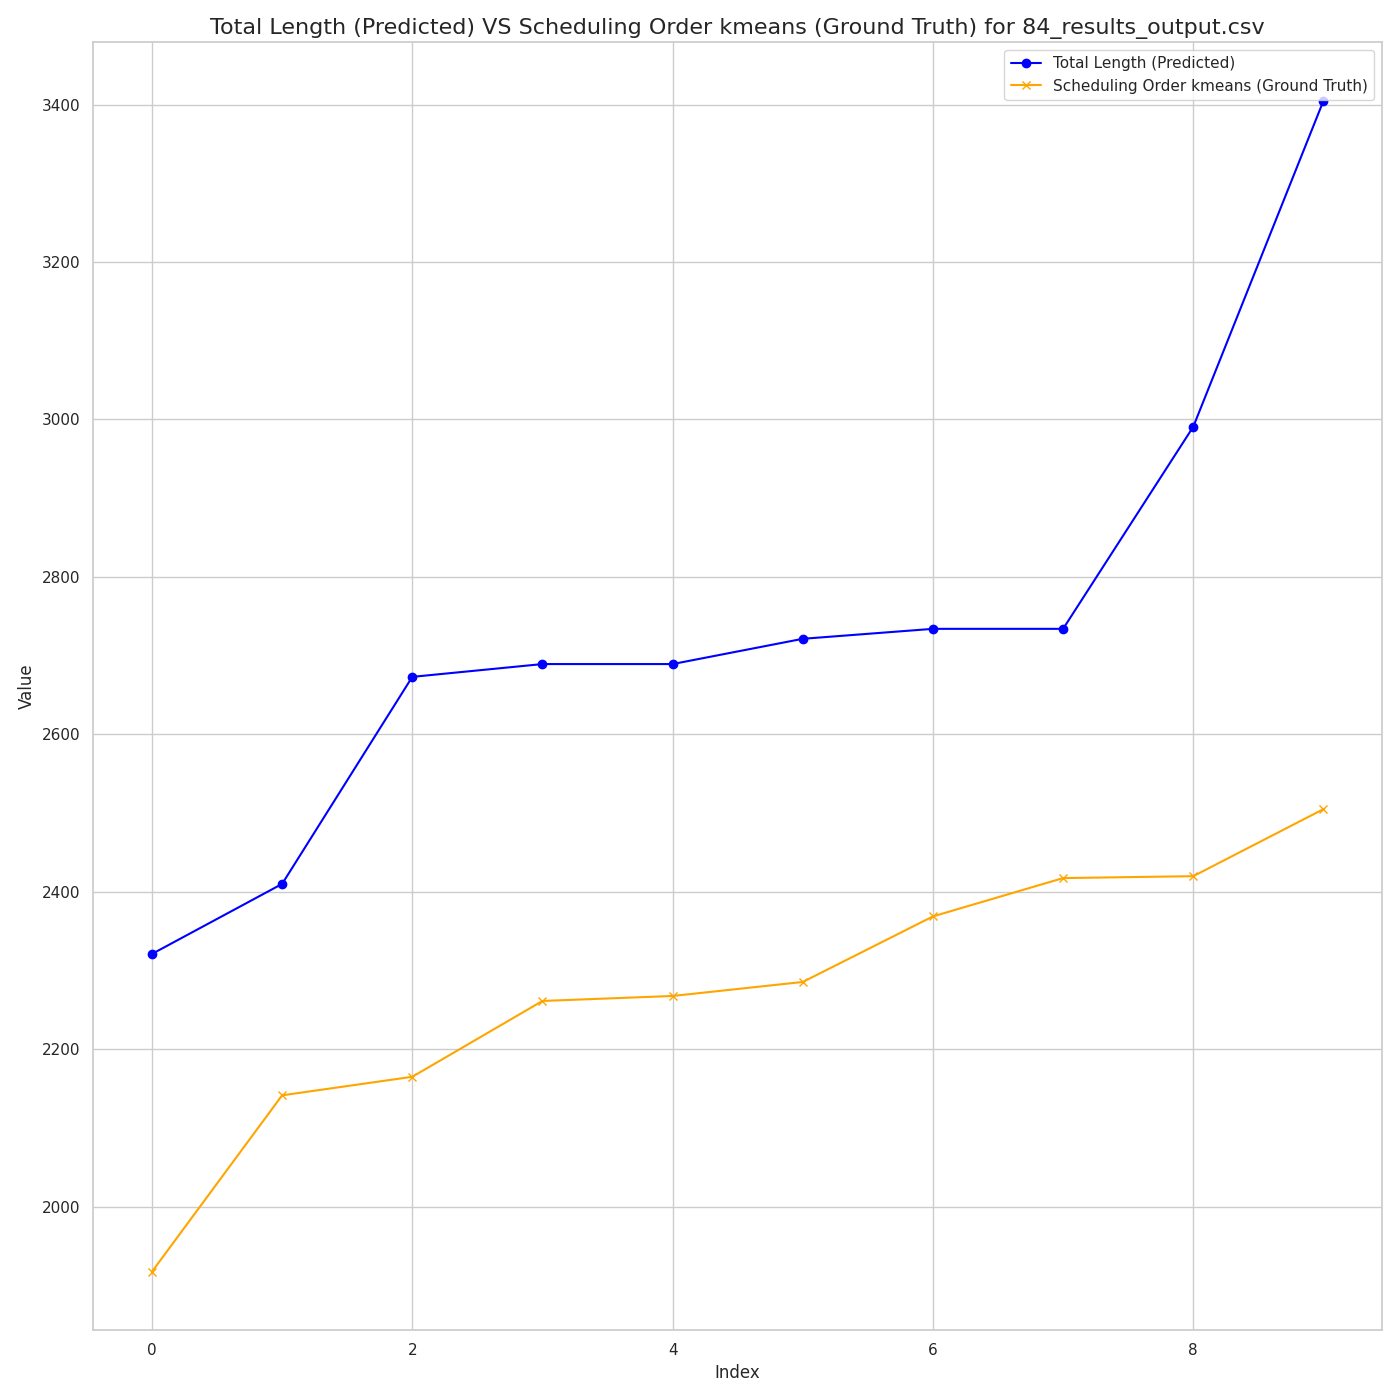 Total Length (Predicted) VS Scheduling Order kmeans (Ground Truth) for 84_results_output.csv
Total Length (Predicted)
Scheduling Order kmeans (Ground Truth)
3400
3200
3000
2800
2600
2400
2200
2000
Value
0 2 4 6 8
Index